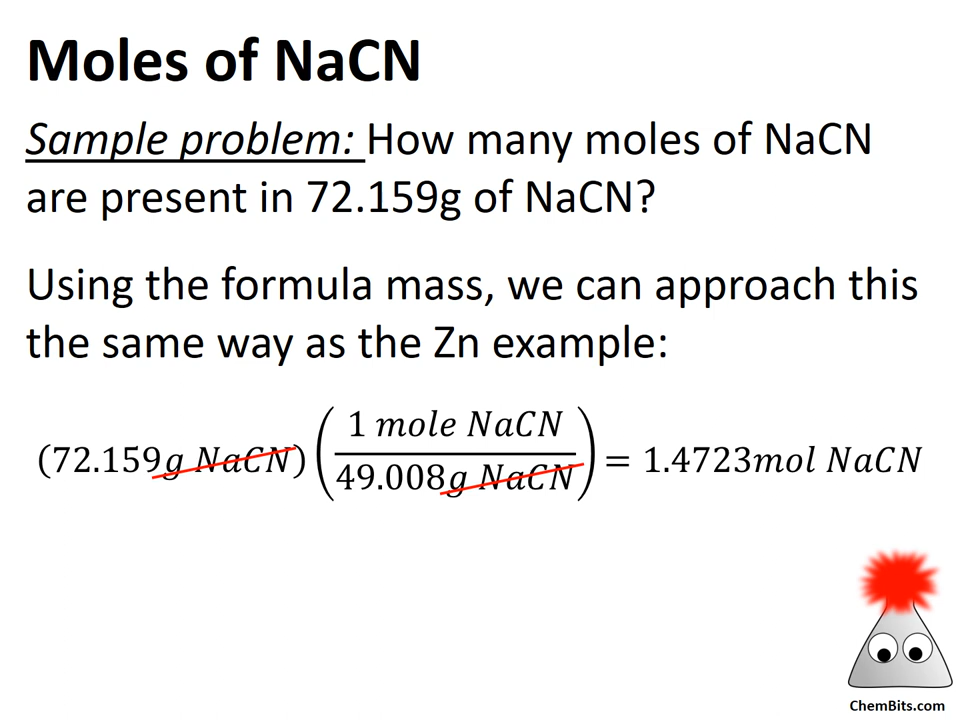 Moles of NaCN
Sample problem: How many moles of NaCN
are present in 72.159g of NaCN?
Using the formula mass, we can approach this
the same way as the Zn example:
(72.159g NaCN) (1 mole NaCN / 49.008g NaCN) = 1.4723mol NaCN
ChemBits.com